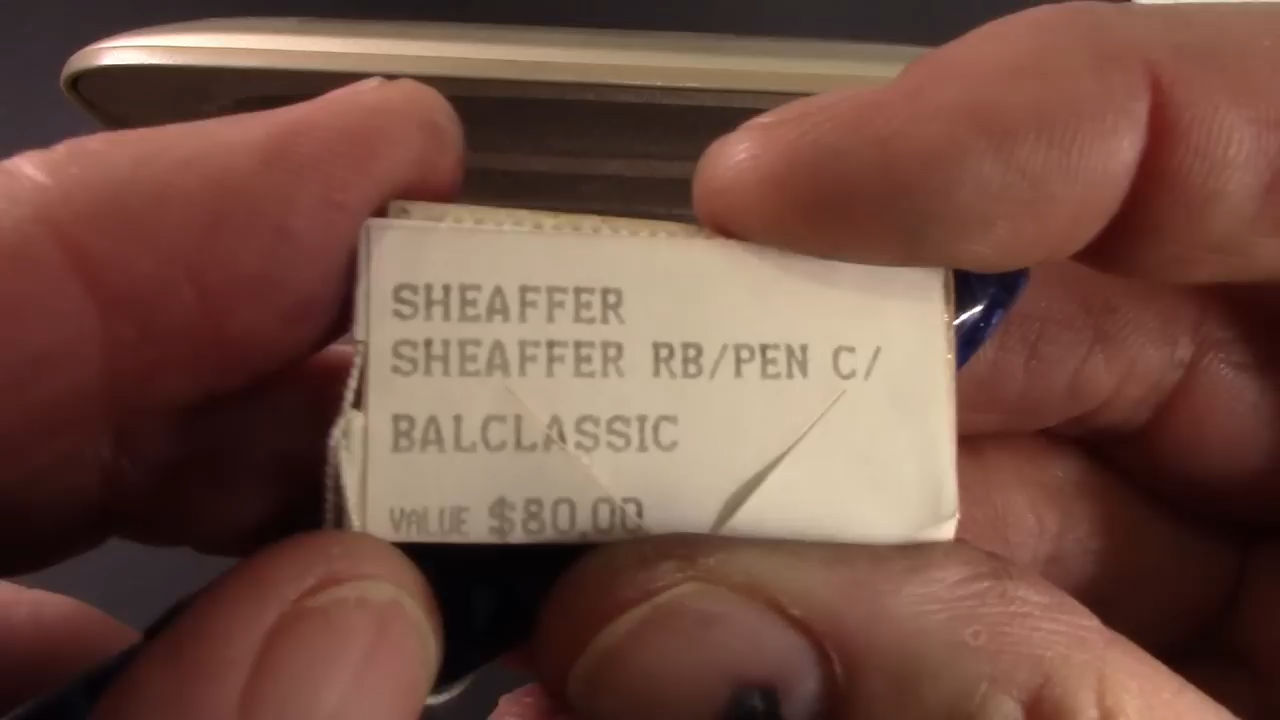 SHEAFFER
SHEAFFER RB/PEN C/
BALCLASSIC
VALUE $80.00